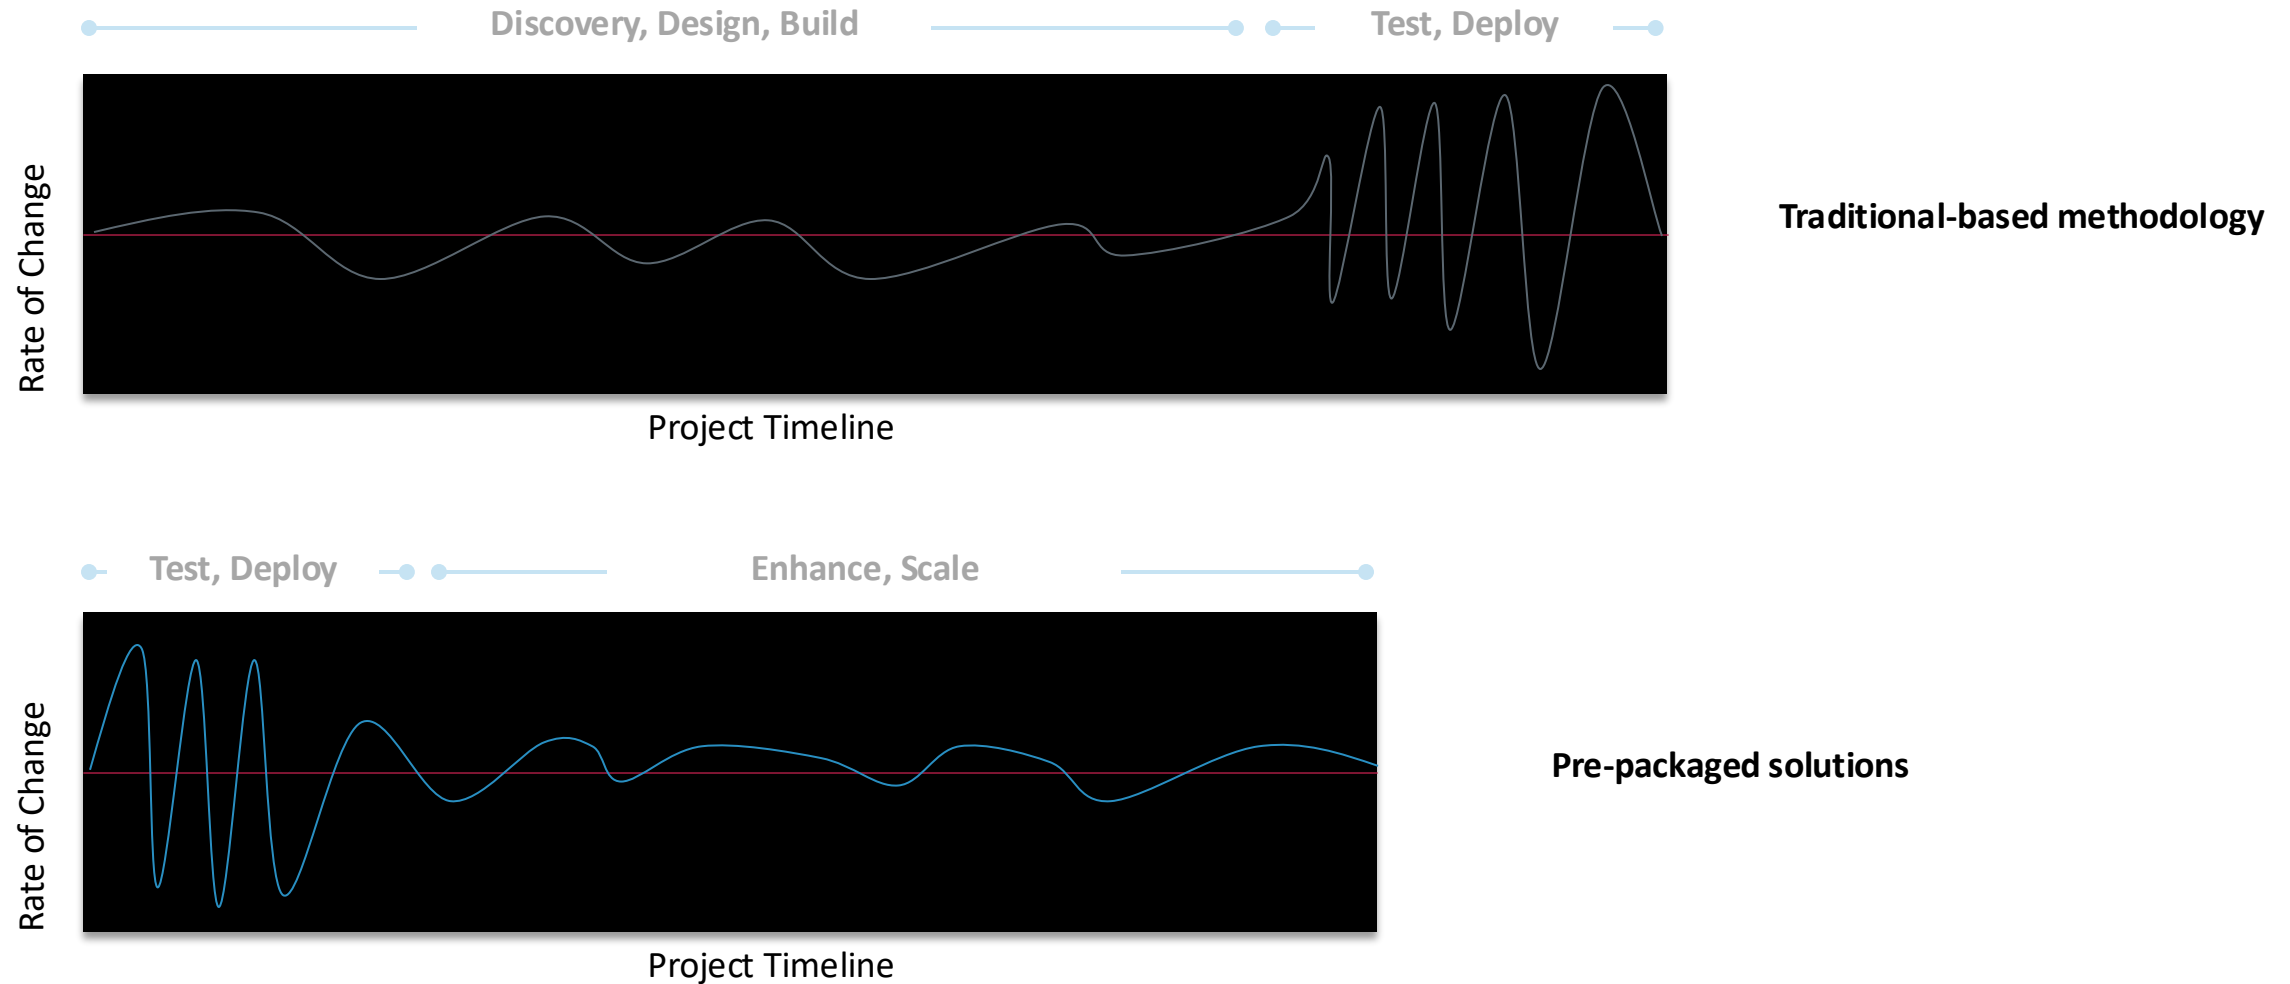 Discovery, Design, Build
Test, Deploy
Rate of Change
Traditional-based methodology
Project Timeline
Test, Deploy
Enhance, Scale
Rate of Change
Pre-packaged solutions
Project Timeline